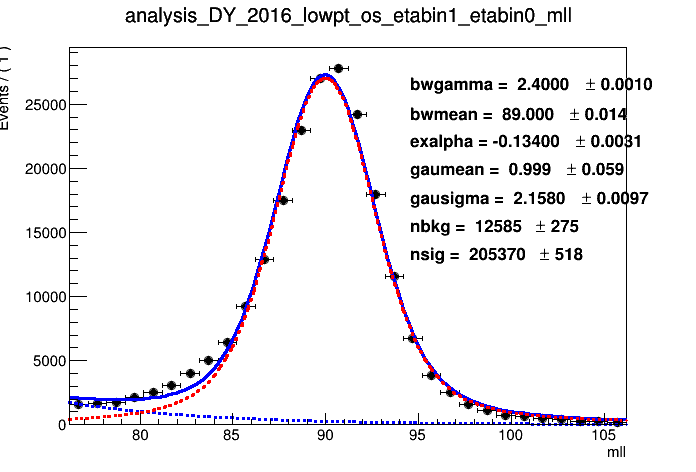 analysis_DY_2016_lowpt_os_etabin1_etabin0_mll
Events / ( 1 )
bwgamma = 2.4000 ± 0.0010
bwmean = 89.000 ± 0.014
exalpha = -0.13400 ± 0.0031
gaumean = 0.999 ± 0.059
gausigma = 2.1580 ± 0.0097
nbkg = 12585 ± 275
nsig = 205370 ± 518
25000
20000
15000
10000
5000
0
80 85 90 95 100 105
mll